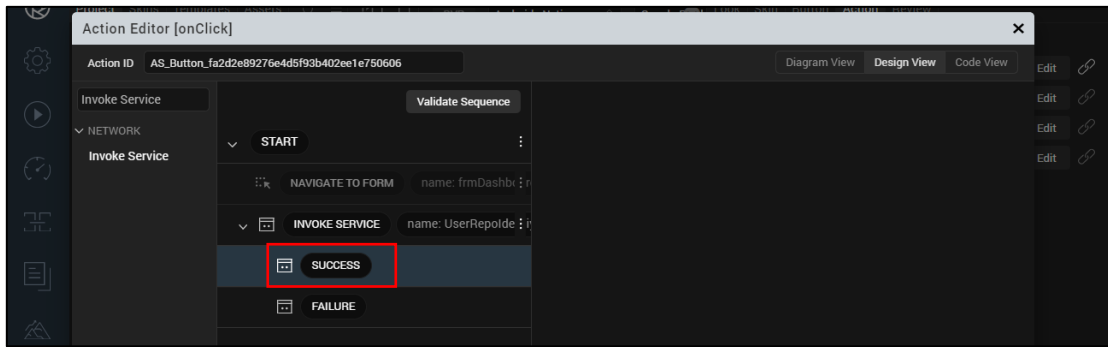 Action Editor [onClick]
Action ID AS_Button_fa2d2e89276e4d5f93b402ee1e750606 Diagram View Design View Code View
Edit
Invoke Service Validate Sequence Edit
NETWORK
START Edit
Invoke Service Edit
NAVIGATE TO FORM name: frmDashbo
INVOKE SERVICE name: UserRepoIde
SUCCESS
FAILURE